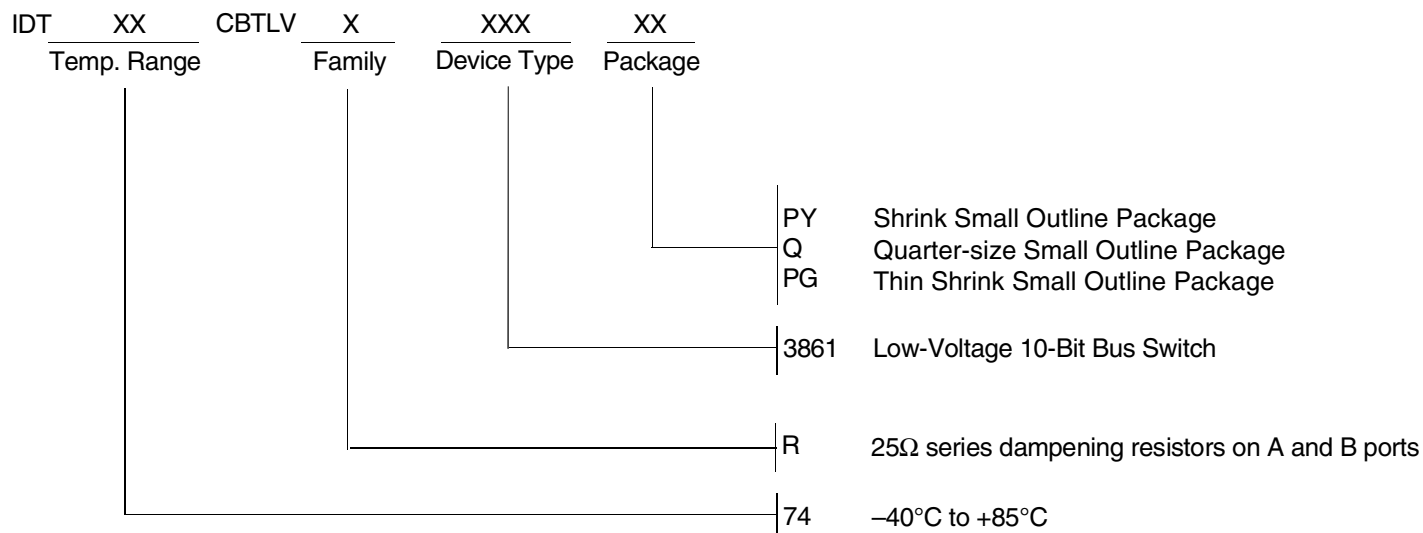 IDT XX CBTLV X XXX XX
Temp. Range Family Device Type Package
PY Shrink Small Outline Package
Q Quarter-size Small Outline Package
PG Thin Shrink Small Outline Package
3861 Low-Voltage 10-Bit Bus Switch
R 25Ω series dampening resistors on A and B ports
74 –40°C to +85°C